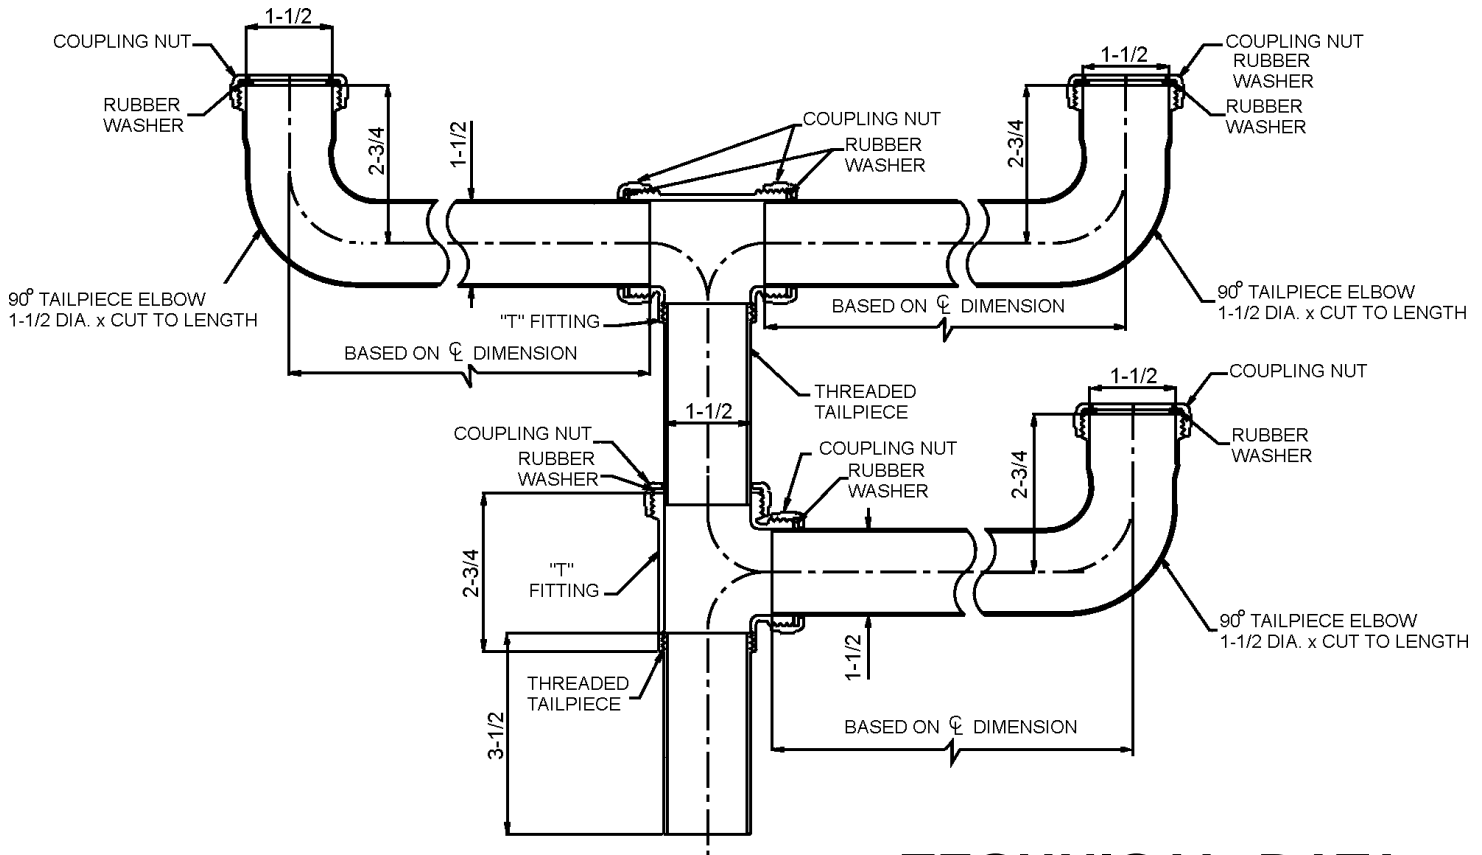 1-1/2
COUPLING NUT
RUBBER
WASHER
2-3/4
1-1/2
COUPLING NUT
RUBBER
WASHER
1-1/2
COUPLING NUT
RUBBER
WASHER
RUBBER
WASHER
2-3/4
90° TAILPIECE ELBOW
1-1/2 DIA. x CUT TO LENGTH
"T" FITTING
BASED ON ℄ DIMENSION
BASED ON ℄ DIMENSION
90° TAILPIECE ELBOW
1-1/2 DIA. x CUT TO LENGTH
THREADED
TAILPIECE
1-1/2
1-1/2
COUPLING NUT
RUBBER
WASHER
2-3/4
COUPLING NUT
RUBBER
WASHER
COUPLING NUT
RUBBER
WASHER
2-3/4
"T"
FITTING
1-1/2
90° TAILPIECE ELBOW
1-1/2 DIA. x CUT TO LENGTH
THREADED
TAILPIECE
3-1/2
BASED ON ℄ DIMENSION